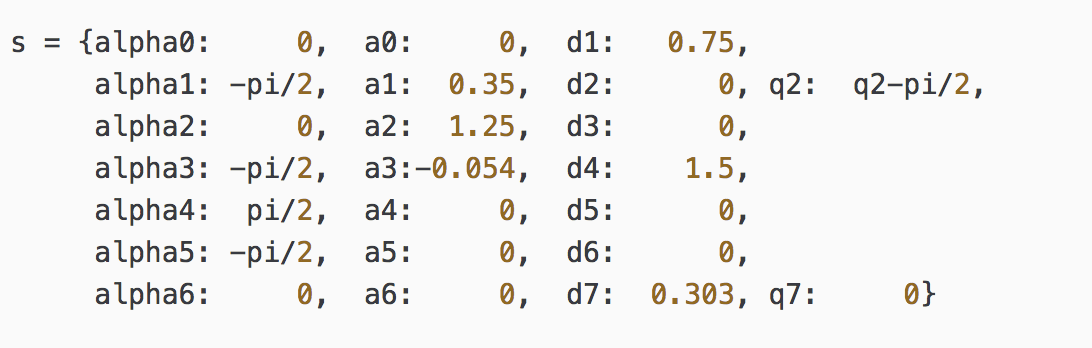 s = {alpha0:     0,  a0:     0,  d1:   0.75,
     alpha1: -pi/2,  a1:  0.35,  d2:      0, q2:  q2-pi/2,
     alpha2:     0,  a2:  1.25,  d3:      0,
     alpha3: -pi/2,  a3:-0.054,  d4:    1.5,
     alpha4:  pi/2,  a4:     0,  d5:      0,
     alpha5: -pi/2,  a5:     0,  d6:      0,
     alpha6:     0,  a6:     0,  d7:  0.303, q7:     0}